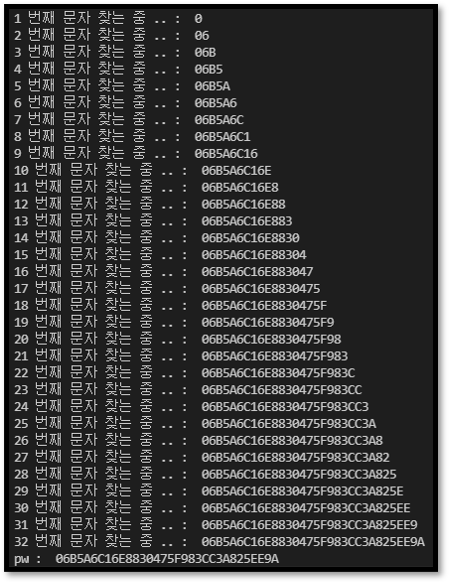 1 번째 문자 찾는 중 .. :  0
2 번째 문자 찾는 중 .. :  06
3 번째 문자 찾는 중 .. :  06B
4 번째 문자 찾는 중 .. :  06B5
5 번째 문자 찾는 중 .. :  06B5A
6 번째 문자 찾는 중 .. :  06B5A6
7 번째 문자 찾는 중 .. :  06B5A6C
8 번째 문자 찾는 중 .. :  06B5A6C1
9 번째 문자 찾는 중 .. :  06B5A6C16
10 번째 문자 찾는 중 .. :  06B5A6C16E
11 번째 문자 찾는 중 .. :  06B5A6C16E8
12 번째 문자 찾는 중 .. :  06B5A6C16E88
13 번째 문자 찾는 중 .. :  06B5A6C16E883
14 번째 문자 찾는 중 .. :  06B5A6C16E8830
15 번째 문자 찾는 중 .. :  06B5A6C16E88304
16 번째 문자 찾는 중 .. :  06B5A6C16E883047
17 번째 문자 찾는 중 .. :  06B5A6C16E8830475
18 번째 문자 찾는 중 .. :  06B5A6C16E8830475F
19 번째 문자 찾는 중 .. :  06B5A6C16E8830475F9
20 번째 문자 찾는 중 .. :  06B5A6C16E8830475F98
21 번째 문자 찾는 중 .. :  06B5A6C16E8830475F983
22 번째 문자 찾는 중 .. :  06B5A6C16E8830475F983C
23 번째 문자 찾는 중 .. :  06B5A6C16E8830475F983CC
24 번째 문자 찾는 중 .. :  06B5A6C16E8830475F983CC3
25 번째 문자 찾는 중 .. :  06B5A6C16E8830475F983CC3A
26 번째 문자 찾는 중 .. :  06B5A6C16E8830475F983CC3A8
27 번째 문자 찾는 중 .. :  06B5A6C16E8830475F983CC3A82
28 번째 문자 찾는 중 .. :  06B5A6C16E8830475F983CC3A825
29 번째 문자 찾는 중 .. :  06B5A6C16E8830475F983CC3A825E
30 번째 문자 찾는 중 .. :  06B5A6C16E8830475F983CC3A825EE
31 번째 문자 찾는 중 .. :  06B5A6C16E8830475F983CC3A825EE9
32 번째 문자 찾는 중 .. :  06B5A6C16E8830475F983CC3A825EE9A
pw :  06B5A6C16E8830475F983CC3A825EE9A